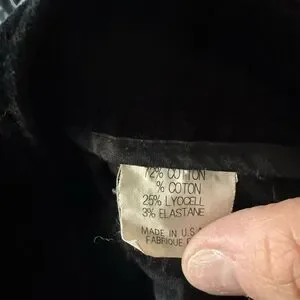 72% COTTON
% COTON
25% LYOCELL
3% ELASTANE
MADE IN U.S.A
FABRIQUE